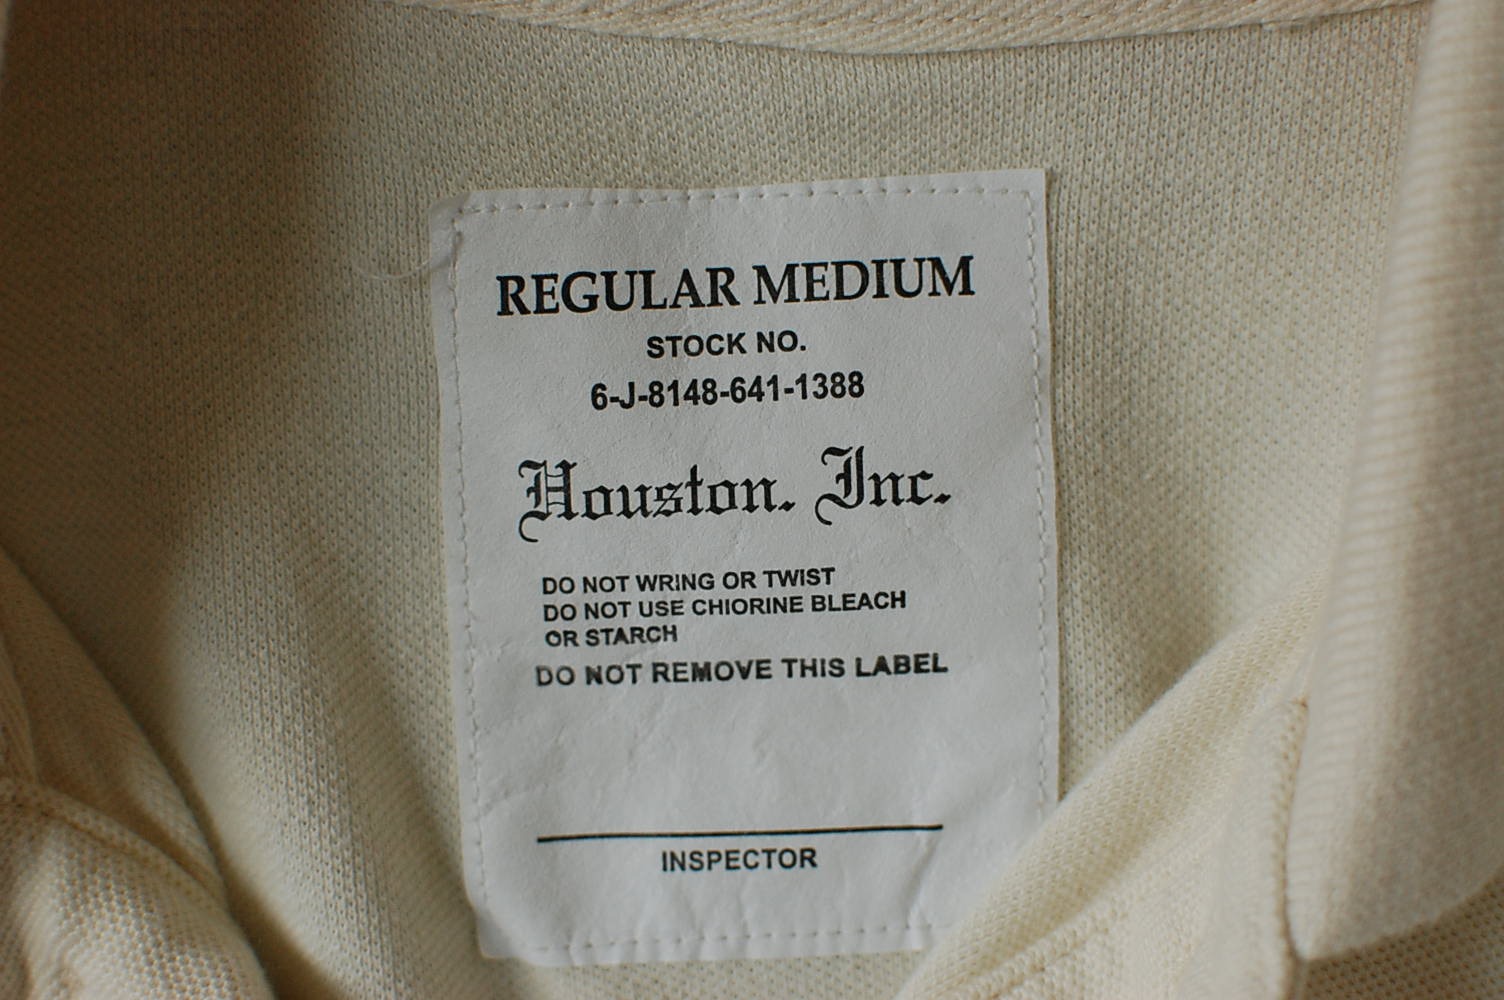 REGULAR MEDIUM
STOCK NO.
6-J-8148-641-1388
Houston. Inc.
DO NOT WRING OR TWIST
DO NOT USE CHIORINE BLEACH
OR STARCH
DO NOT REMOVE THIS LABEL
INSPECTOR